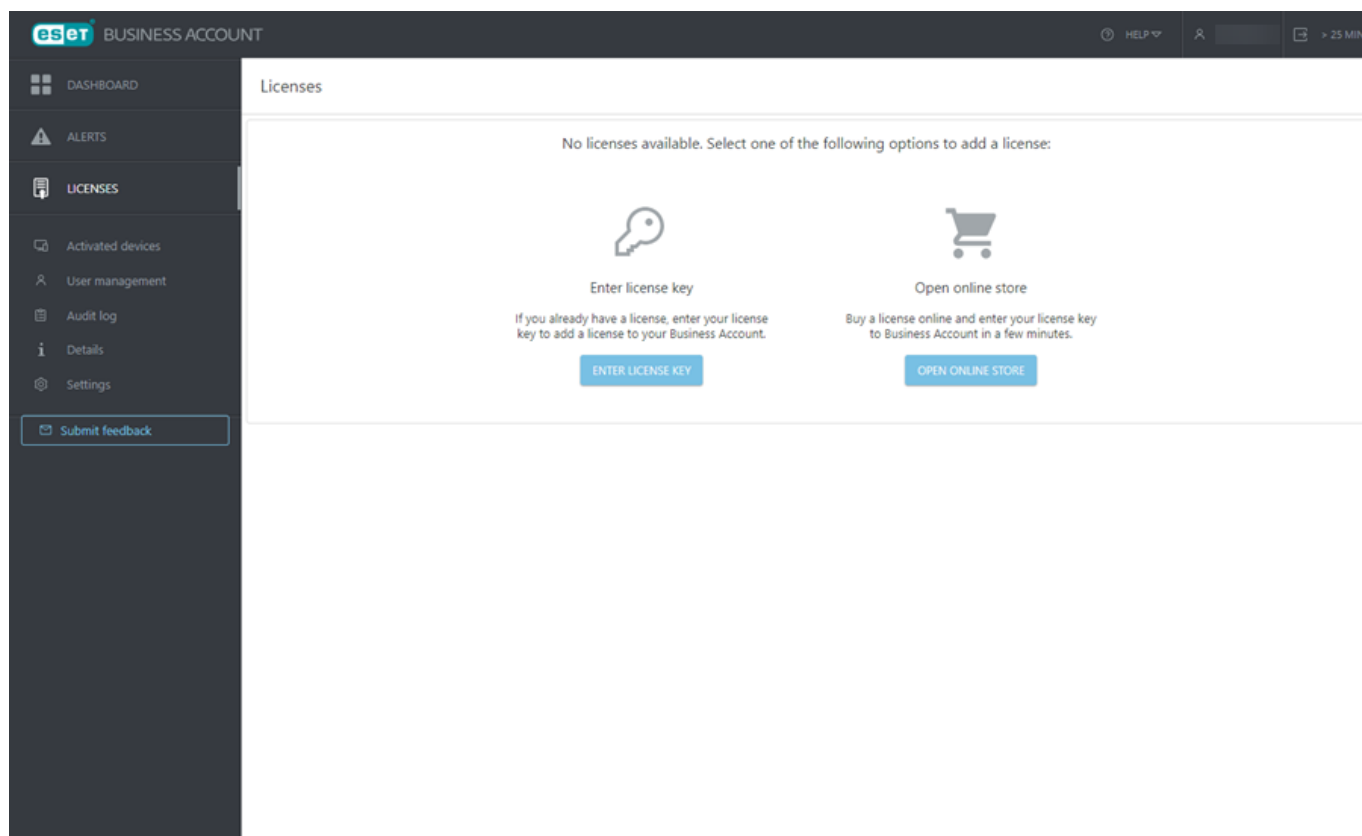 eset BUSINESS ACCOUNT
HELP
> 25 MIN
DASHBOARD
ALERTS
LICENSES
Activated devices
User management
Audit log
Details
Settings
Submit feedback
Licenses
No licenses available. Select one of the following options to add a license:
Enter license key
If you already have a license, enter your license
key to add a license to your Business Account.
ENTER LICENSE KEY
Open online store
Buy a license online and enter your license key
to Business Account in a few minutes.
OPEN ONLINE STORE